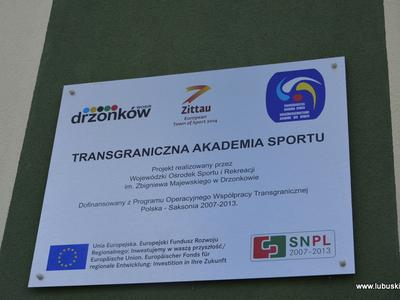 WOSIR
drzonków
Zittau
European
Town of Sport 2014
TRANSGRANICZNA AKADEMIA SPORTU
Projekt realizowany przez
Wojewódzki Ośrodek Sportu i Rekreacji
im. Zbigniewa Majewskiego w Drzonkowie
Dofinansowany z Programu Operacyjnego Współpracy Transgranicznej
Polska - Saksonia 2007-2013.
Unia Europejska. Europejski Fundusz Rozwoju
Regionalnego: Inwestujemy w waszą przyszłość/
Europäische Union. Europäischer Fonds für
regionale Entwicklung: Investition in Ihre Zukunft
SNPL
2007-2013
www.lubuski